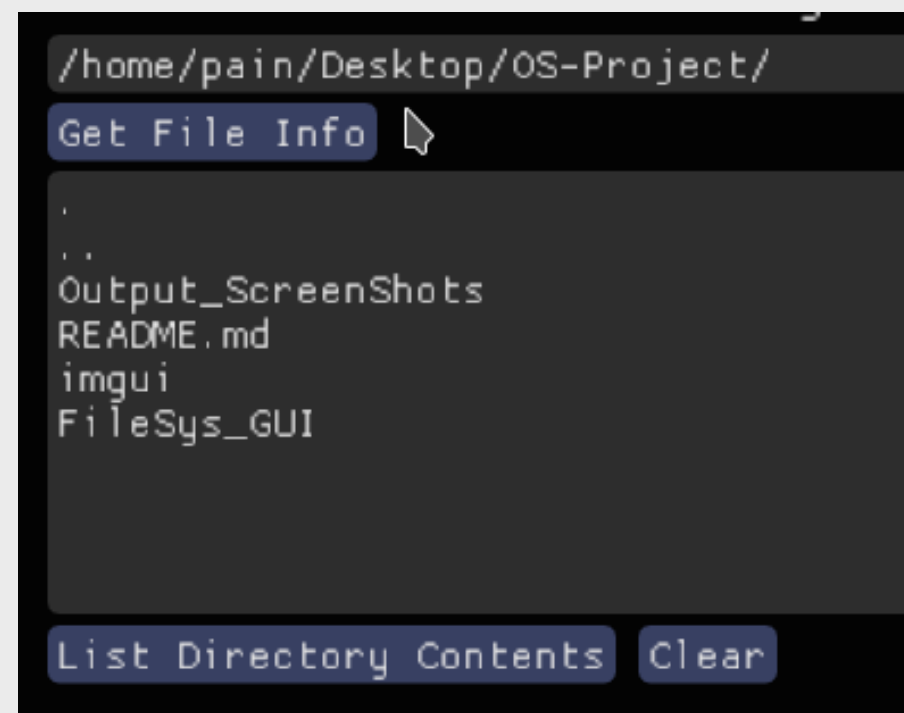 /home/pain/Desktop/OS-Project/
Get File Info
.
..
Output_ScreenShots
README.md
imgui
FileSys_GUI
List Directory Contents Clear